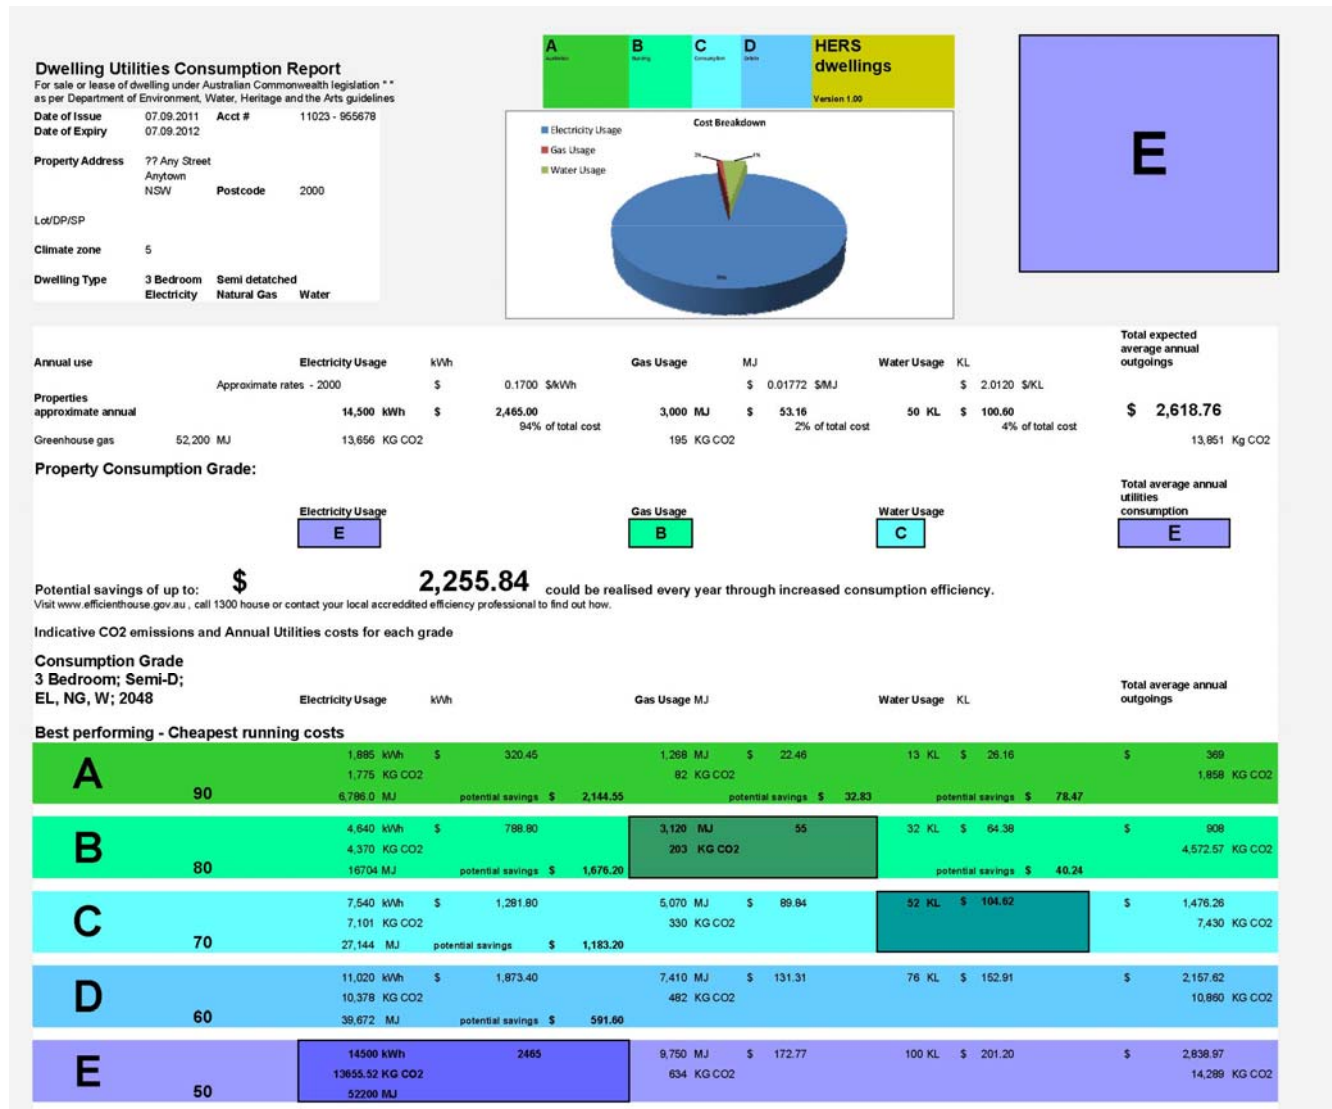 Dwelling Utilities Consumption Report
For sale or lease of dwelling under Australian Commonwealth legislation * *
as per Department of Environment, Water, Heritage and the Arts guidelines
Date of Issue 07.09.2011 Acct # 11023 - 955678
Date of Expiry 07.09.2012
Property Address ?? Any Street
Anytown
NSW Postcode 2000
Lot/DP/SP
Climate zone 5
Dwelling Type 3 Bedroom Semi detatched
Electricity Natural Gas Water
A B C D HERS
dwellings
Version 1.00
Cost Breakdown
Electricity Usage
Gas Usage
Water Usage
E
Total expected
average annual
outgoings
Annual use Electricity Usage kWh Gas Usage MJ Water Usage KL
Approximate rates - 2000 $ 0.1700 $/kWh $ 0.01772 $/MJ $ 2.0120 $/KL
Properties
approximate annual 14,500 kWh $ 2,465.00 3,000 MJ $ 53.16 50 KL $ 100.60 $ 2,618.76
94% of total cost 2% of total cost 4% of total cost
Greenhouse gas 52,200 MJ 13,656 KG CO2 195 KG CO2 13,851 Kg CO2
Property Consumption Grade:
Total average annual
utilities
consumption
Electricity Usage Gas Usage Water Usage
E B C E
Potential savings of up to: $ 2,255.84 could be realised every year through increased consumption efficiency.
Visit www.efficienthouse.gov.au , call 1300 house or contact your local accreddited efficiency professional to find out how.
Indicative CO2 emissions and Annual Utilities costs for each grade
Consumption Grade
3 Bedroom; Semi-D;
EL, NG, W; 2048 Electricity Usage kWh Gas Usage MJ Water Usage KL
Total average annual
outgoings
Best performing - Cheapest running costs
A 90
1,885 kWh $ 320.45 1,268 MJ $ 22.46 13 KL $ 26.16 $ 369
1,775 KG CO2 82 KG CO2 1,858 KG CO2
6,786.0 MJ potential savings $ 2,144.55 potential savings $ 32.83 potential savings $ 78.47
B 80
4,640 kWh $ 788.80 3,120 MJ 55 32 KL $ 64.38 $ 908
4,370 KG CO2 203 KG CO2 4,572.57 KG CO2
16704 MJ potential savings $ 1,676.20 potential savings $ 40.24
C 70
7,540 kWh $ 1,281.80 5,070 MJ $ 89.84 52 KL $ 104.62 $ 1,476.26
7,101 KG CO2 330 KG CO2 7,430 KG CO2
27,144 MJ potential savings $ 1,183.20
D 60
11,020 kWh $ 1,873.40 7,410 MJ $ 131.31 76 KL $ 152.91 $ 2,157.62
10,378 KG CO2 482 KG CO2 10,860 KG CO2
39,672 MJ potential savings $ 591.60
E 50
14500 kWh 2465 9,750 MJ $ 172.77 100 KL $ 201.20 $ 2,838.97
13655.52 KG CO2 634 KG CO2 14,289 KG CO2
52200 MJ